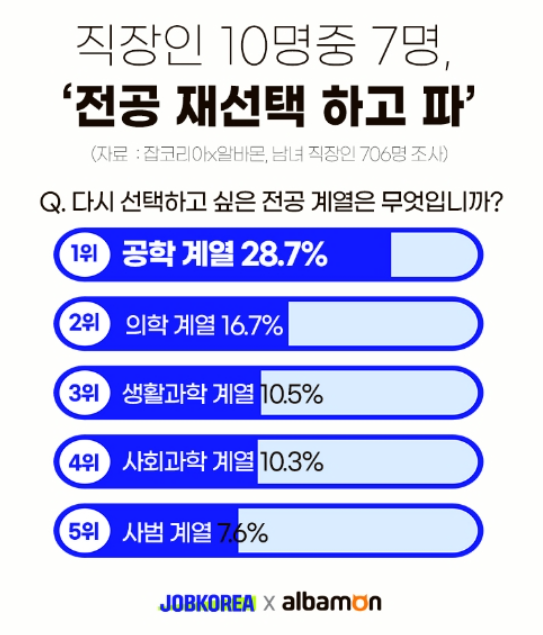 직장인 10명중 7명,
‘전공 재선택 하고 파’
(자료 : 잡코리아x알바몬, 남녀 직장인 706명 조사)
Q. 다시 선택하고 싶은 전공 계열은 무엇입니까?
1위 공학 계열 28.7%
2위 의학 계열 16.7%
3위 생활과학 계열 10.5%
4위 사회과학 계열 10.3%
5위 사범 계열 7.6%
JOBKOREA X albamon